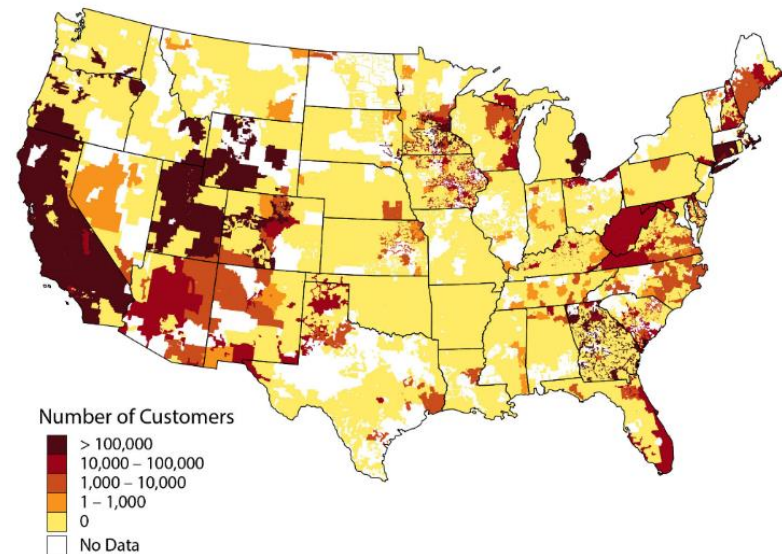 Number of Customers
> 100,000
10,000 – 100,000
1,000 – 10,000
1 – 1,000
0
No Data